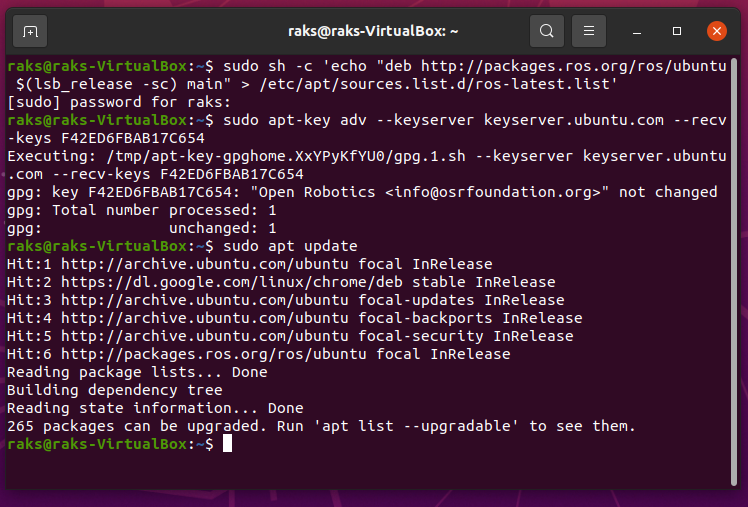 raks@raks-VirtualBox: ~
raks@raks-VirtualBox:~$ sudo sh -c 'echo "deb http://packages.ros.org/ros/ubuntu
 $(lsb_release -sc) main" > /etc/apt/sources.list.d/ros-latest.list'
[sudo] password for raks:
raks@raks-VirtualBox:~$ sudo apt-key adv --keyserver keyserver.ubuntu.com --recv
-keys F42ED6FBAB17C654
Executing: /tmp/apt-key-gpghome.XxYPyKfYU0/gpg.1.sh --keyserver keyserver.ubuntu
.com --recv-keys F42ED6FBAB17C654
gpg: key F42ED6FBAB17C654: "Open Robotics <info@osrfoundation.org>" not changed
gpg: Total number processed: 1
gpg:              unchanged: 1
raks@raks-VirtualBox:~$ sudo apt update
Hit:1 http://archive.ubuntu.com/ubuntu focal InRelease
Hit:2 https://dl.google.com/linux/chrome/deb stable InRelease
Hit:3 http://archive.ubuntu.com/ubuntu focal-updates InRelease
Hit:4 http://archive.ubuntu.com/ubuntu focal-backports InRelease
Hit:5 http://archive.ubuntu.com/ubuntu focal-security InRelease
Hit:6 http://packages.ros.org/ros/ubuntu focal InRelease
Reading package lists... Done
Building dependency tree
Reading state information... Done
265 packages can be upgraded. Run 'apt list --upgradable' to see them.
raks@raks-VirtualBox:~$